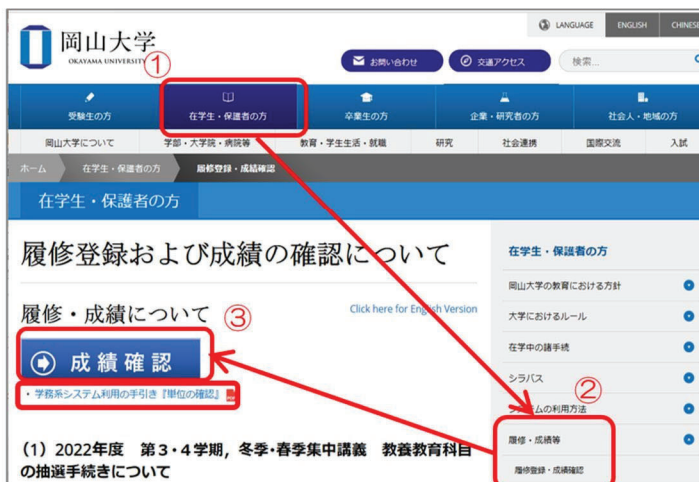 LANGUAGE ENGLISH CHINESE
岡山大学
OKAYAMA UNIVERSITY
①
お問い合わせ 交通アクセス 検索...
受験生の方 在学生・保護者の方 卒業生の方 企業・研究者の方 社会人・地域の方
岡山大学について 学部・大学院・病院等 教育・学生生活・就職 研究 社会連携 国際交流 入試
ホーム 在学生・保護者の方 履修登録・成績確認
在学生・保護者の方
履修登録および成績の確認について
履修・成績について
③
Click here for English Version
成績確認
・学務系システム利用の手引き『単位の確認』
(1) 2022年度 第3・4学期, 冬季・春季集中講義 教養教育科目
の抽選手続きについて
在学生・保護者の方
岡山大学の教育における方針
大学におけるルール
在学中の諸手続
シラバス
②
システムの利用方法
履修・成績等
履修登録・成績確認